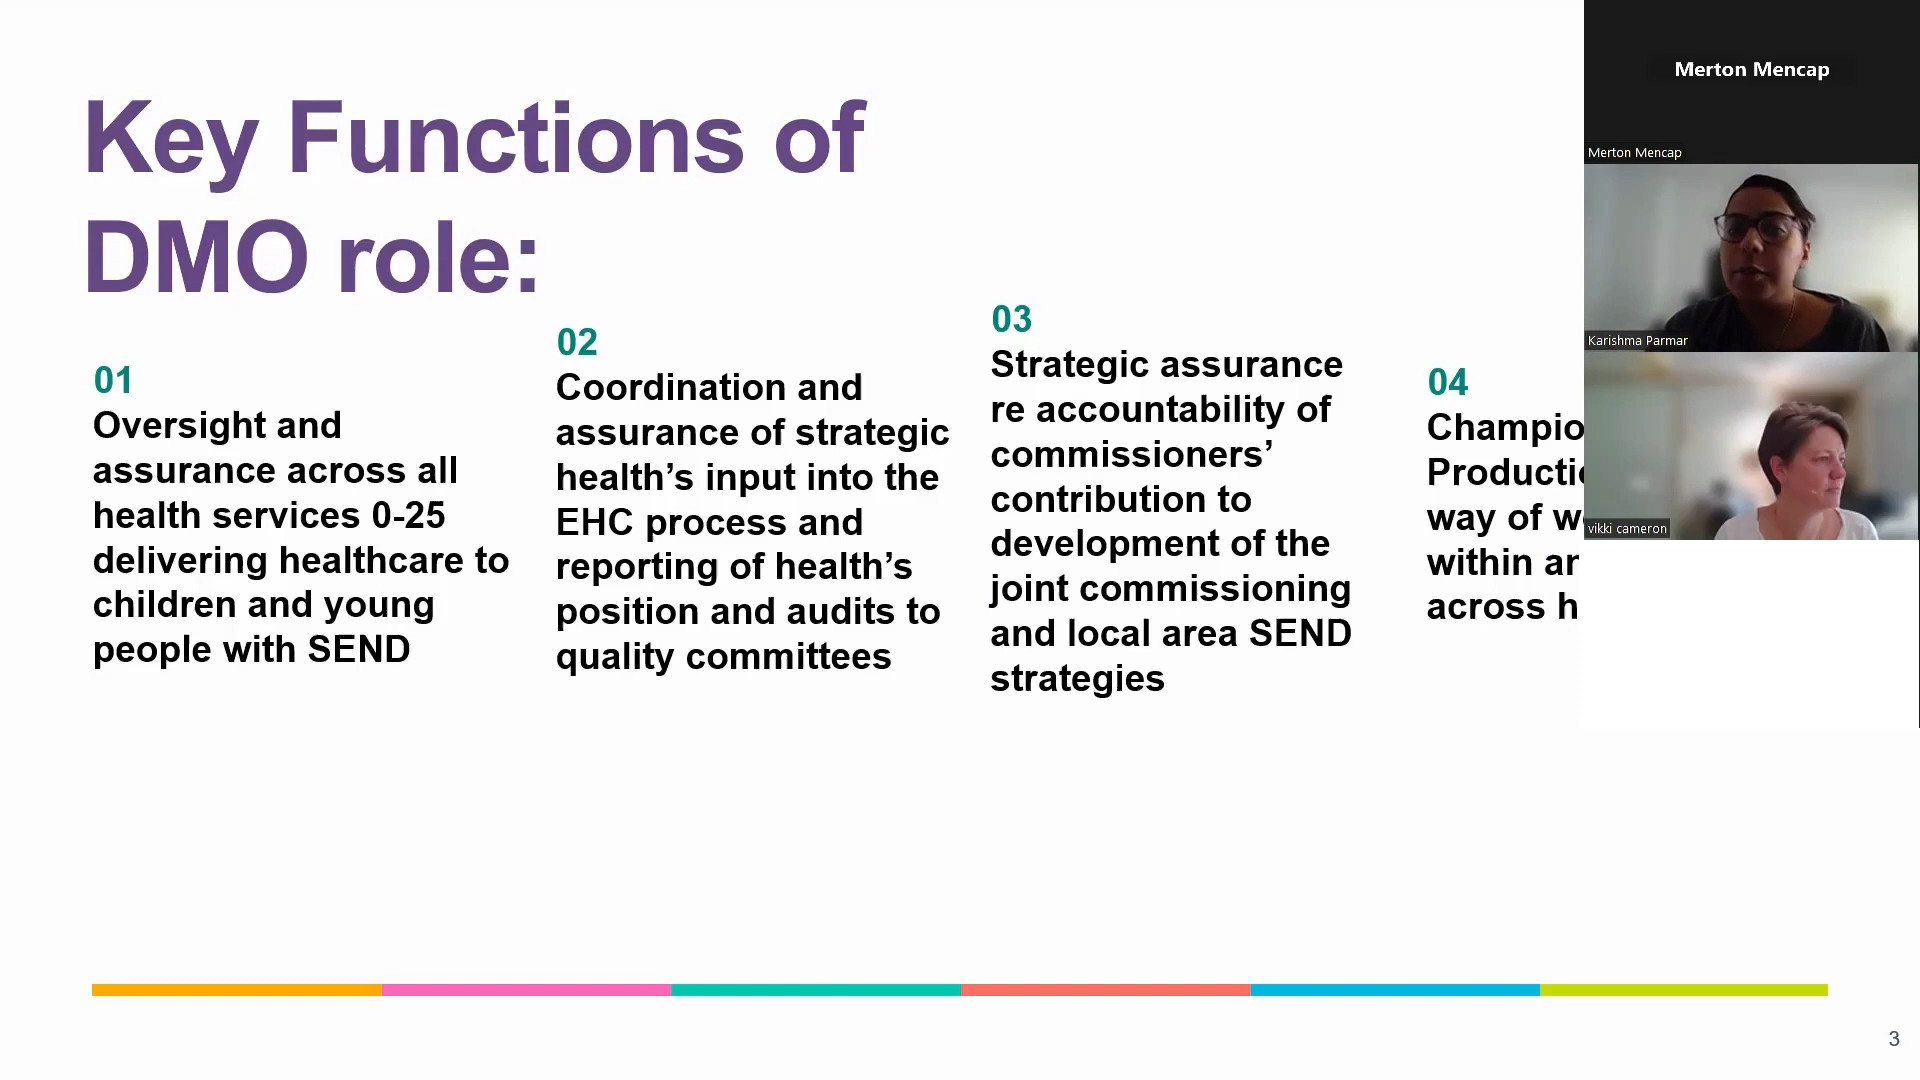 Key Functions of
DMO role:
01
Oversight and
assurance across all
health services 0-25
delivering healthcare to
children and young
people with SEND
02
Coordination and
assurance of strategic
health’s input into the
EHC process and
reporting of health’s
position and audits to
quality committees
03
Strategic assurance
re accountability of
commissioners’
contribution to
development of the
joint commissioning
and local area SEND
strategies
04
way of
within
across
Merton Mencap
Merton Mencap
Karishma Parmar
vikki cameron
3